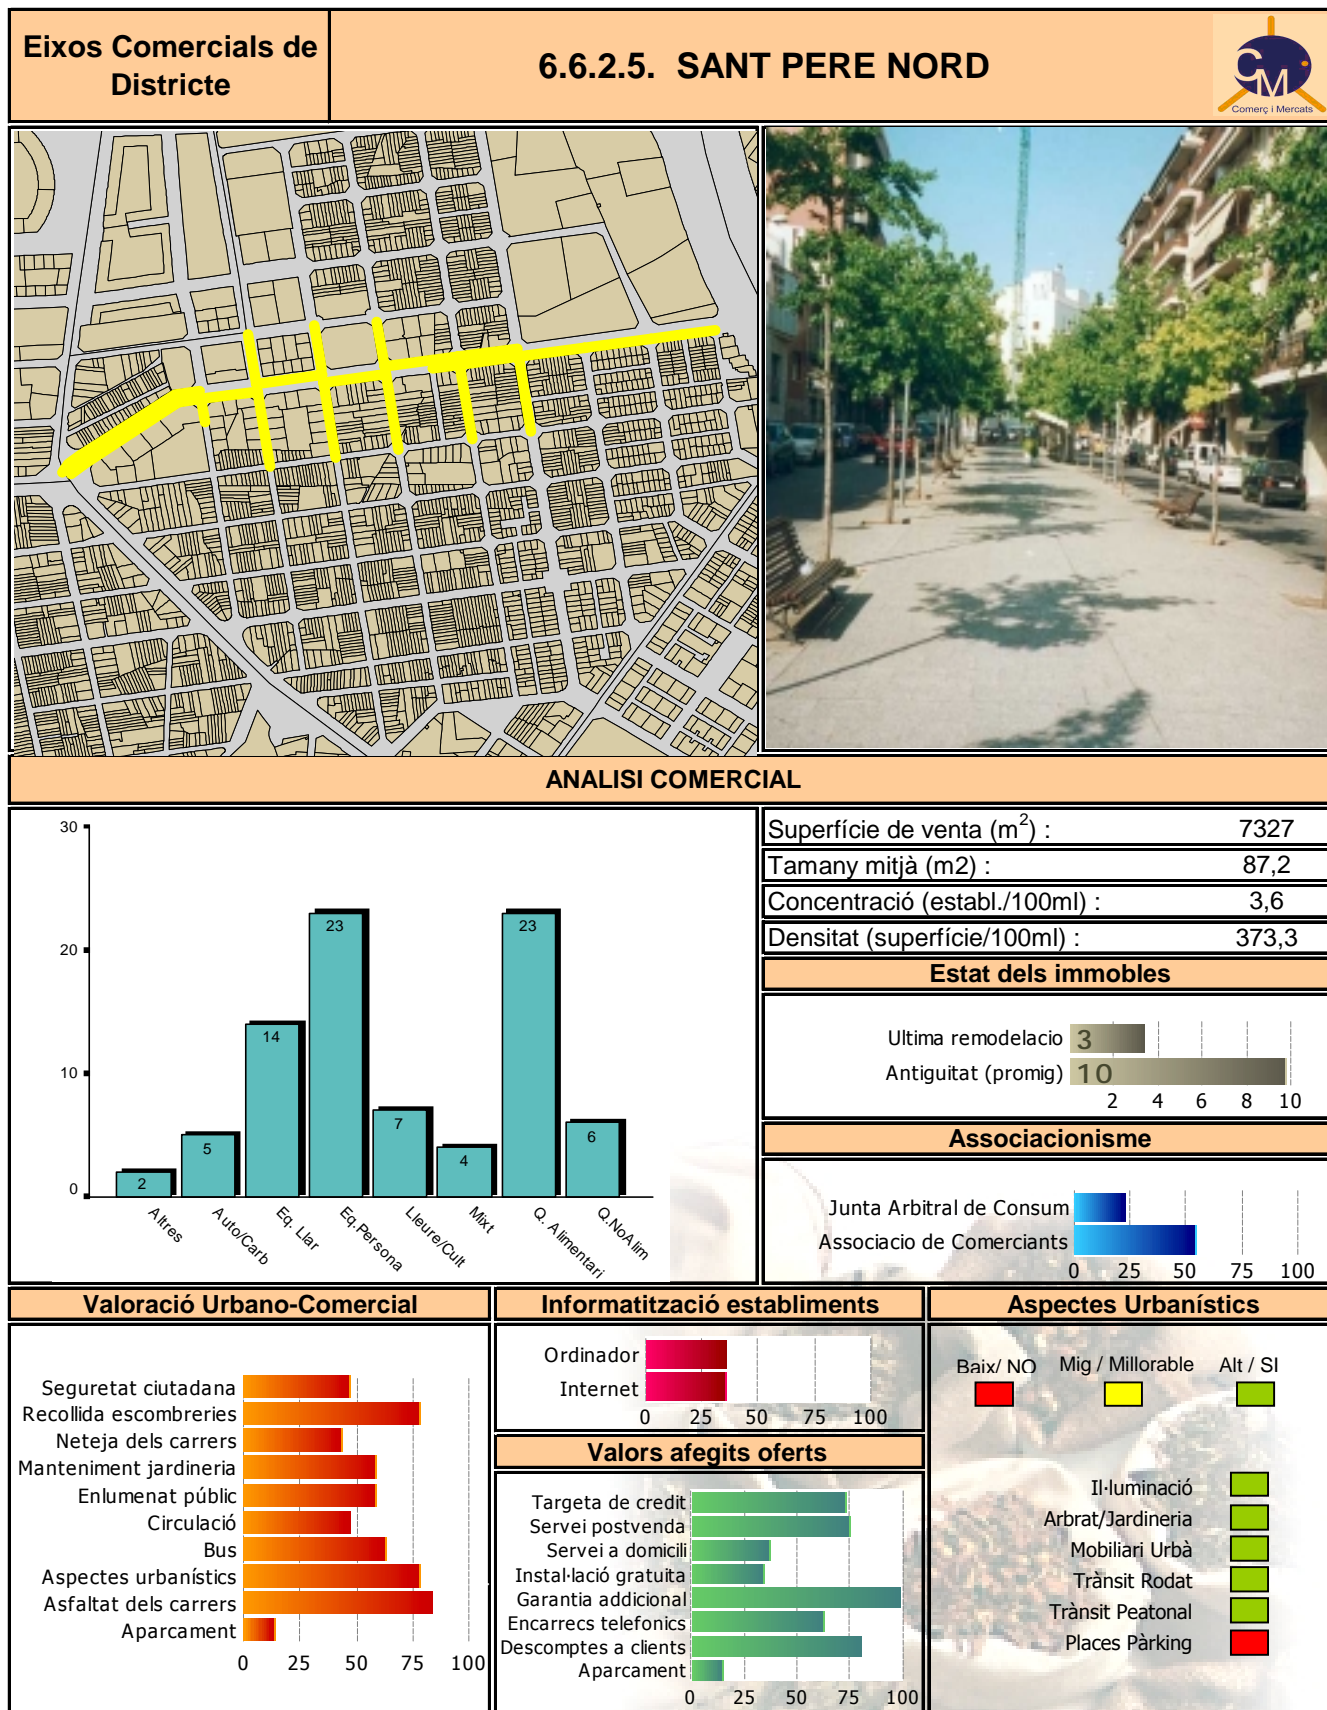 Eixos Comercials de
Districte
6.6.2.5. SANT PERE NORD
CM
Comerç i Mercats
ANALISI COMERCIAL
30
20
10
0
2
5
14
23
7
4
23
6
Altres
Auto/Carb
Eq. Llar
Eq.Persona
Lleure/Cult
Mixt
Q. Alimentari
Q.NoAlim
Superfície de venta (m²) : 7327
Tamany mitjà (m2) : 87,2
Concentració (establ./100ml) : 3,6
Densitat (superfície/100ml) : 373,3
Estat dels immobles
Ultima remodelacio 3
Antiguitat (promig) 10
2 4 6 8 10
Associacionisme
Junta Arbitral de Consum
Associacio de Comerciants
0 25 50 75 100
Valoració Urbano-Comercial
Seguretat ciutadana
Recollida escombreries
Neteja dels carrers
Manteniment jardineria
Enlumenat públic
Circulació
Bus
Aspectes urbanístics
Asfaltat dels carrers
Aparcament
0 25 50 75 100
Informatització establiments
Ordinador
Internet
0 25 50 75 100
Valors afegits oferts
Targeta de credit
Servei postvenda
Servei a domicili
Instal·lació gratuita
Garantia addicional
Encarrecs telefonics
Descomptes a clients
Aparcament
0 25 50 75 100
Aspectes Urbanístics
Baix/ NO Mig / Millorable Alt / SI
Il·luminació
Arbrat/Jardineria
Mobiliari Urbà
Trànsit Rodat
Trànsit Peatonal
Places Pàrking